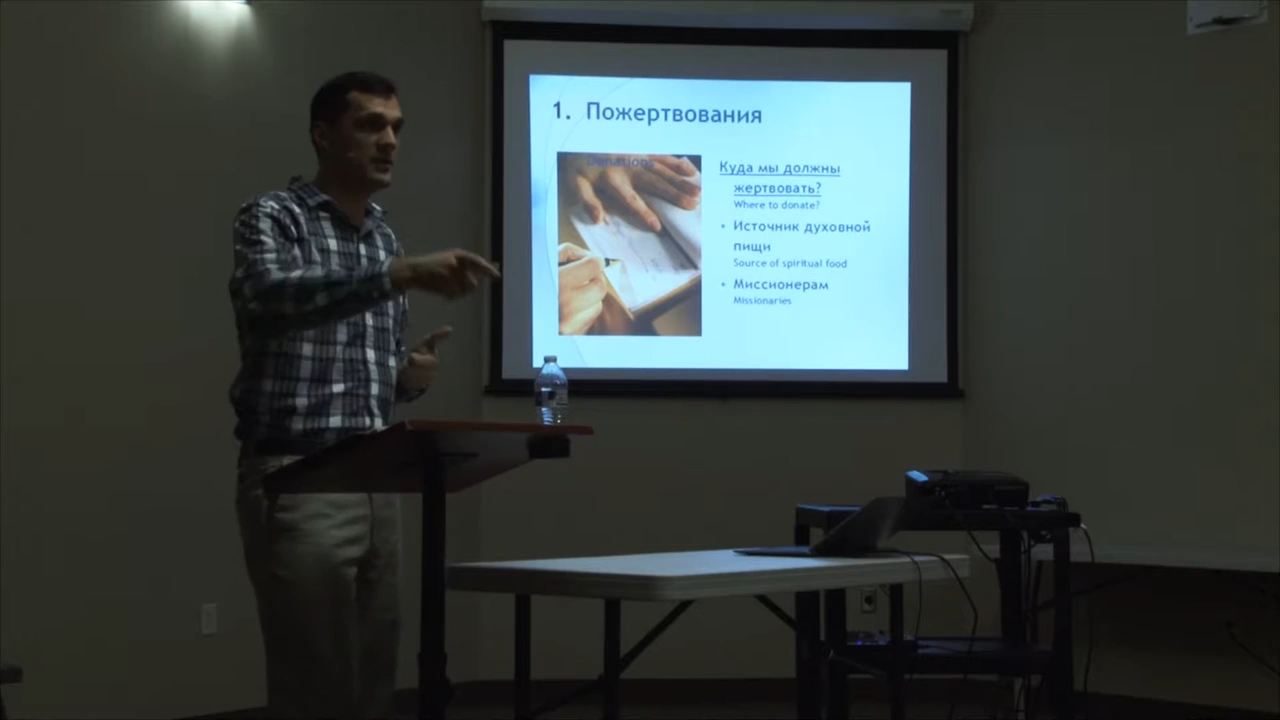 1. Пожертвования
Donations
Куда мы должны
жертвовать?
Where to donate?
• Источник духовной
пищи
Source of spiritual food
• Миссионерам
Missionaries